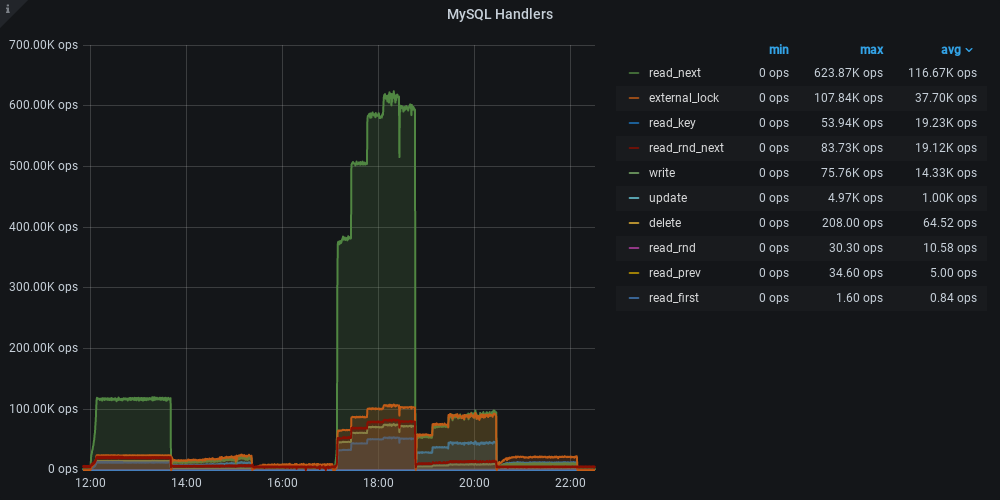 i
MySQL Handlers
700.00K ops
600.00K ops
500.00K ops
400.00K ops
300.00K ops
200.00K ops
100.00K ops
0 ops
12:00 14:00 16:00 18:00 20:00 22:00
min max avg
read_next 0 ops 623.87K ops 116.67K ops
external_lock 0 ops 107.84K ops 37.70K ops
read_key 0 ops 53.94K ops 19.23K ops
read_rnd_next 0 ops 83.73K ops 19.12K ops
write 0 ops 75.76K ops 14.33K ops
update 0 ops 4.97K ops 1.00K ops
delete 0 ops 208.00 ops 64.52 ops
read_rnd 0 ops 30.30 ops 10.58 ops
read_prev 0 ops 34.60 ops 5.00 ops
read_first 0 ops 1.60 ops 0.84 ops